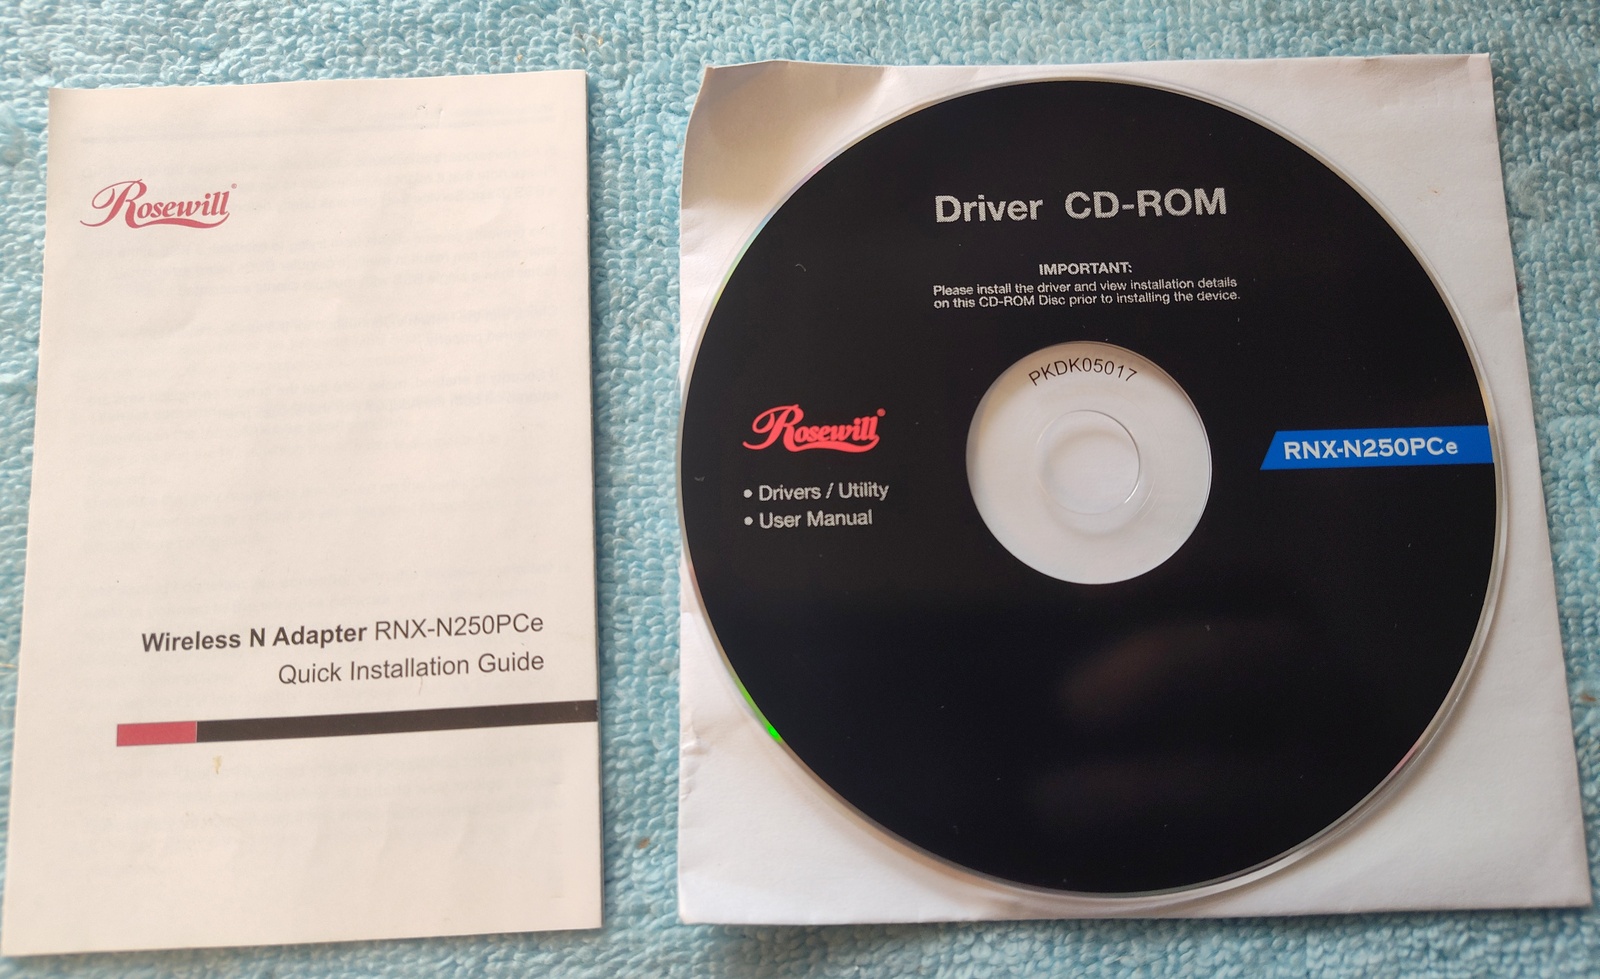 Rosewill®
Wireless N Adapter RNX-N250PCe
Quick Installation Guide
Driver CD-ROM
IMPORTANT:
Please install the driver and view installation details
on this CD-ROM Disc prior to installing the device.
PKDK05017
Rosewill®
• Drivers / Utility
• User Manual
RNX-N250PCe